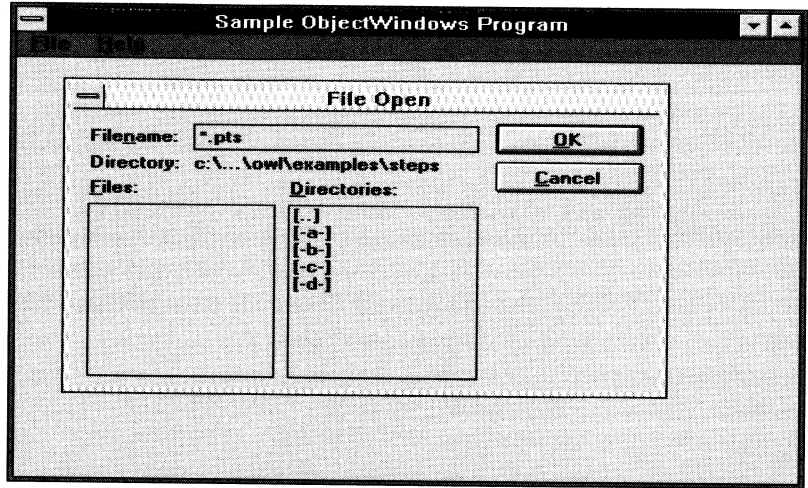 Sample ObjectWindows Program
File Help
File Open
Filename: *.pts
OK
Directory: c:\...\owl\examples\steps
Cancel
Files:
Directories:
[..]
[-a-]
[-b-]
[-c-]
[-d-]